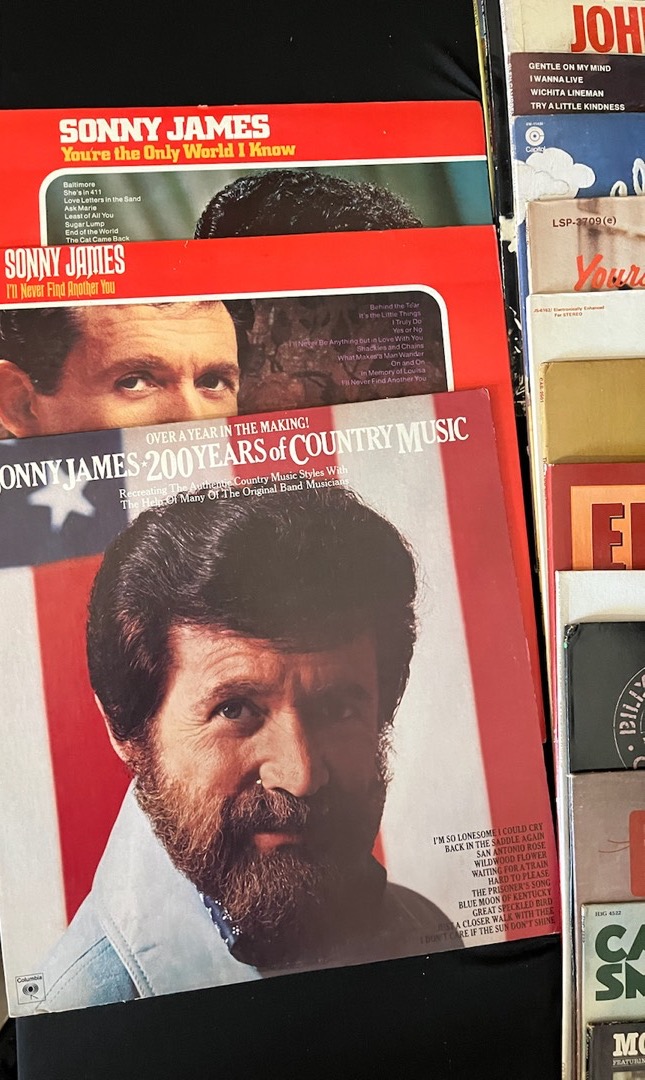 SONNY JAMES
You're the Only World I Know
Baltimore
She's in 411
Love Letters in the Sand
Ask Marie
Least of All You
Sugar Lump
End of the World
The Cat Came Back
SONNY JAMES
I'll Never Find Another You
Behind the Tear
It's the Little Things
I Truly Do
Yes or No
I'll Never Be Anything but in Love With You
Shackles and Chains
What Makes a Man Wander
On and On
In Memory of Louisa
I'll Never Find Another You
OVER A YEAR IN THE MAKING!
SONNY JAMES★200 YEARS of COUNTRY MUSIC
Recreating The Authentic Country Music Styles With
The Help Of Many Of The Original Band Musicians
I'M SO LONESOME I COULD CRY
BACK IN THE SADDLE AGAIN
SAN ANTONIO ROSE
WILDWOOD FLOWER
WAITING FOR A TRAIN
HARD TO PLEASE
THE PRISONER'S SONG
BLUE MOON OF KENTUCKY
GREAT SPECKLED BIRD
JUST A CLOSER WALK WITH THEE
I DON'T CARE IF THE SUN DON'T SHINE
Columbia
JOH
GENTLE ON MY MIND
I WANNA LIVE
WICHITA LINEMAN
TRY A LITTLE KINDNESS
Capitol
LSP-3709(e)
Yours
Electronically Enhanced
For STEREO
BILLY
CA
SM
MO
FEATURIN